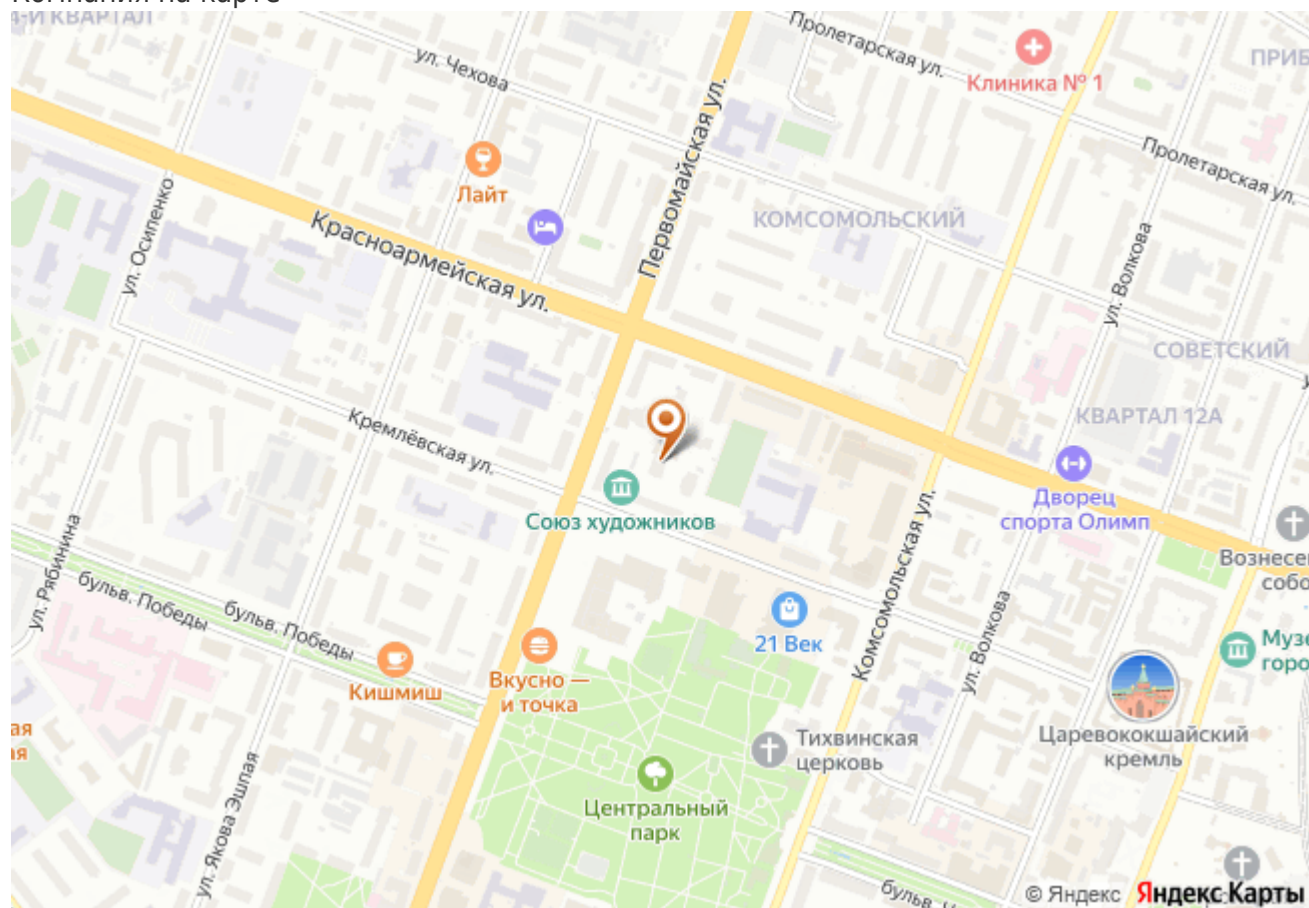 4-Й КВАРТАЛ
Пролетарская ул.
ул. Чехова
Клиника № 1
Первомайская ул.
Пролетарская ул.
Лайт
ул. Осипенко
КОМСОМОЛЬСКИЙ
ул. Волкова
Красноармейская ул.
СОВЕТСКИЙ
КВАРТАЛ 12А
Кремлёвская ул.
Дворец
спорта Олимп
Союз художников
Комсомольская ул.
ул. Рябинина
бульв. Победы
бульв. Победы
21 Век
ул. Волкова
Кишмиш
Вкусно —
и точка
Царевококшайский
кремль
Тихвинская
церковь
ул. Якова Эшпая
Центральный
парк
© Яндекс Яндекс Карты